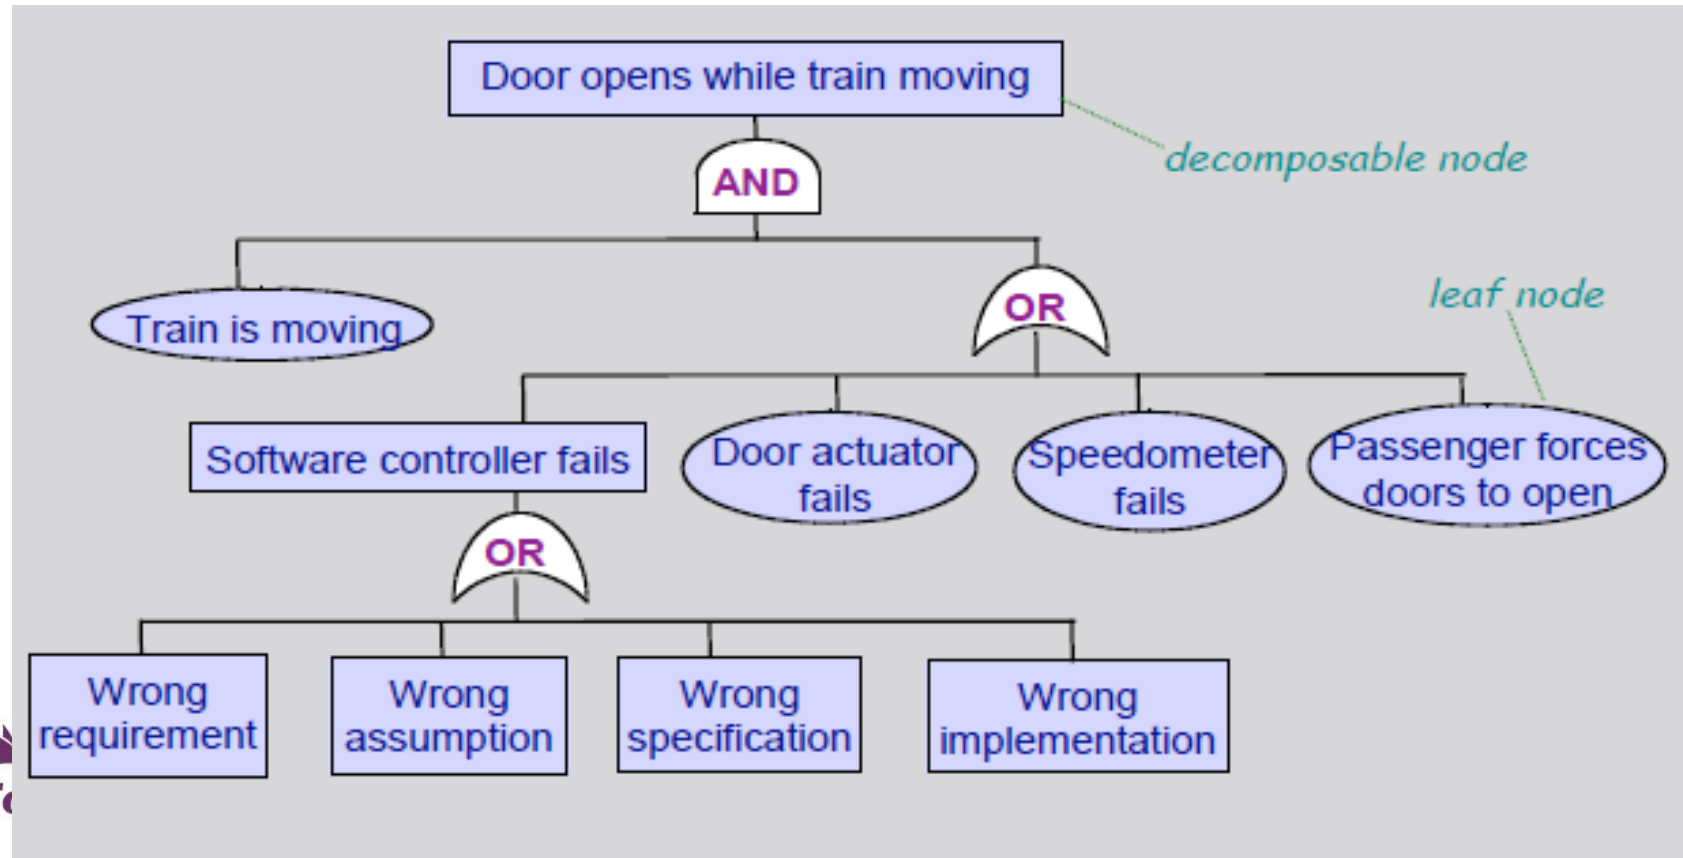 Door opens while train moving
decomposable node
AND
leaf node
Train is moving
OR
Software controller fails
Door actuator
fails
Speedometer
fails
Passenger forces
doors to open
OR
Wrong
requirement
Wrong
assumption
Wrong
specification
Wrong
implementation